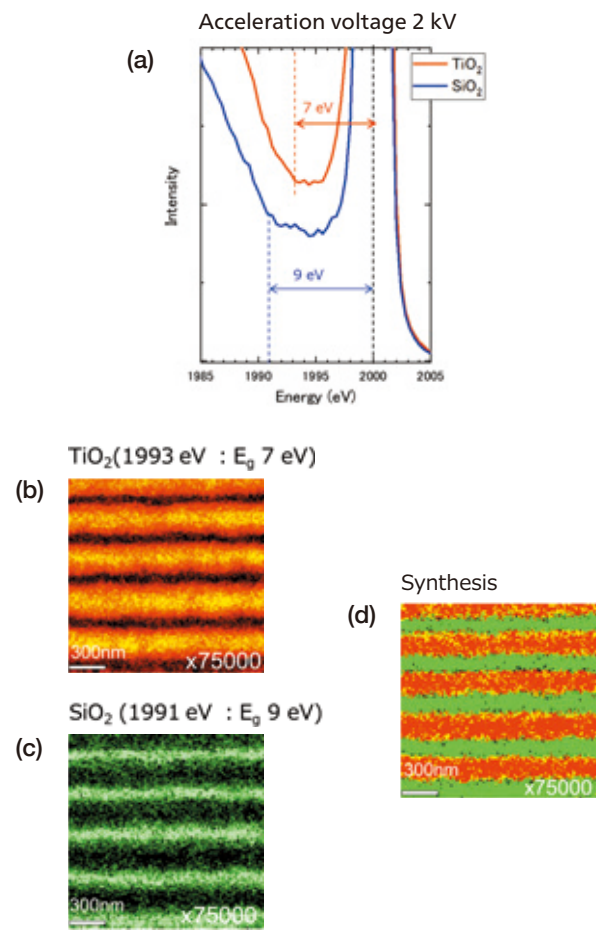 Acceleration voltage 2 kV
(a)
TiO₂
SiO₂
7 eV
9 eV
Intensity
1985 1990 1995 2000 2005
Energy (eV)
TiO₂(1993 eV : Eg 7 eV)
(b)
300nm x75000
SiO₂ (1991 eV : Eg 9 eV)
(c)
300nm x75000
Synthesis
(d)
300nm x75000